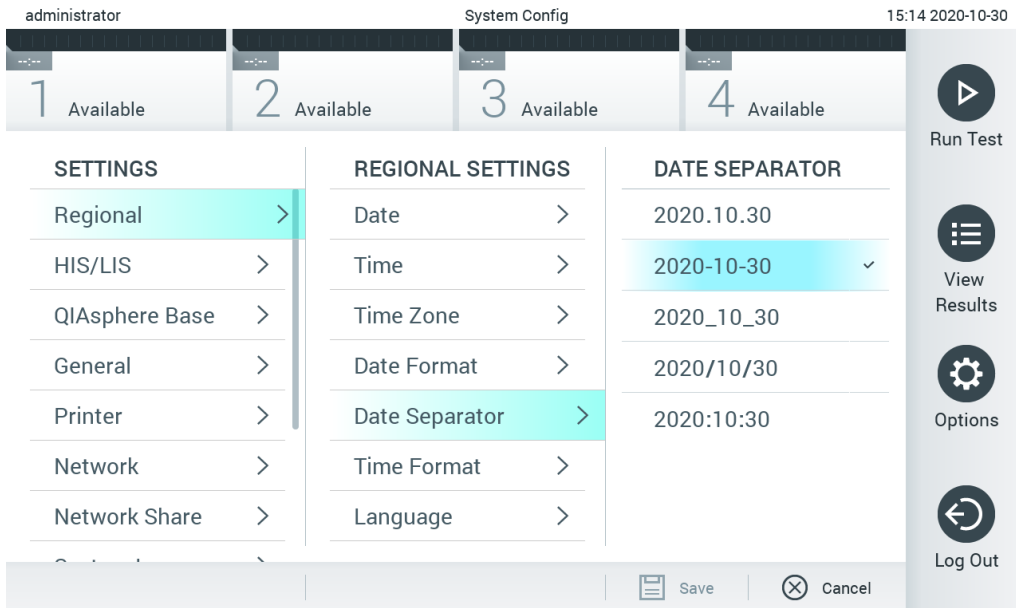 administrator
System Config
15:14 2020-10-30
--:--
--:--
--:--
--:--
1 Available
2 Available
3 Available
4 Available
Run Test
View
Results
Options
Log Out
SETTINGS
Regional
HIS/LIS
QIAsphere Base
General
Printer
Network
Network Share
REGIONAL SETTINGS
Date
Time
Time Zone
Date Format
Date Separator
Time Format
Language
DATE SEPARATOR
2020.10.30
2020-10-30
2020_10_30
2020/10/30
2020:10:30
Save
Cancel